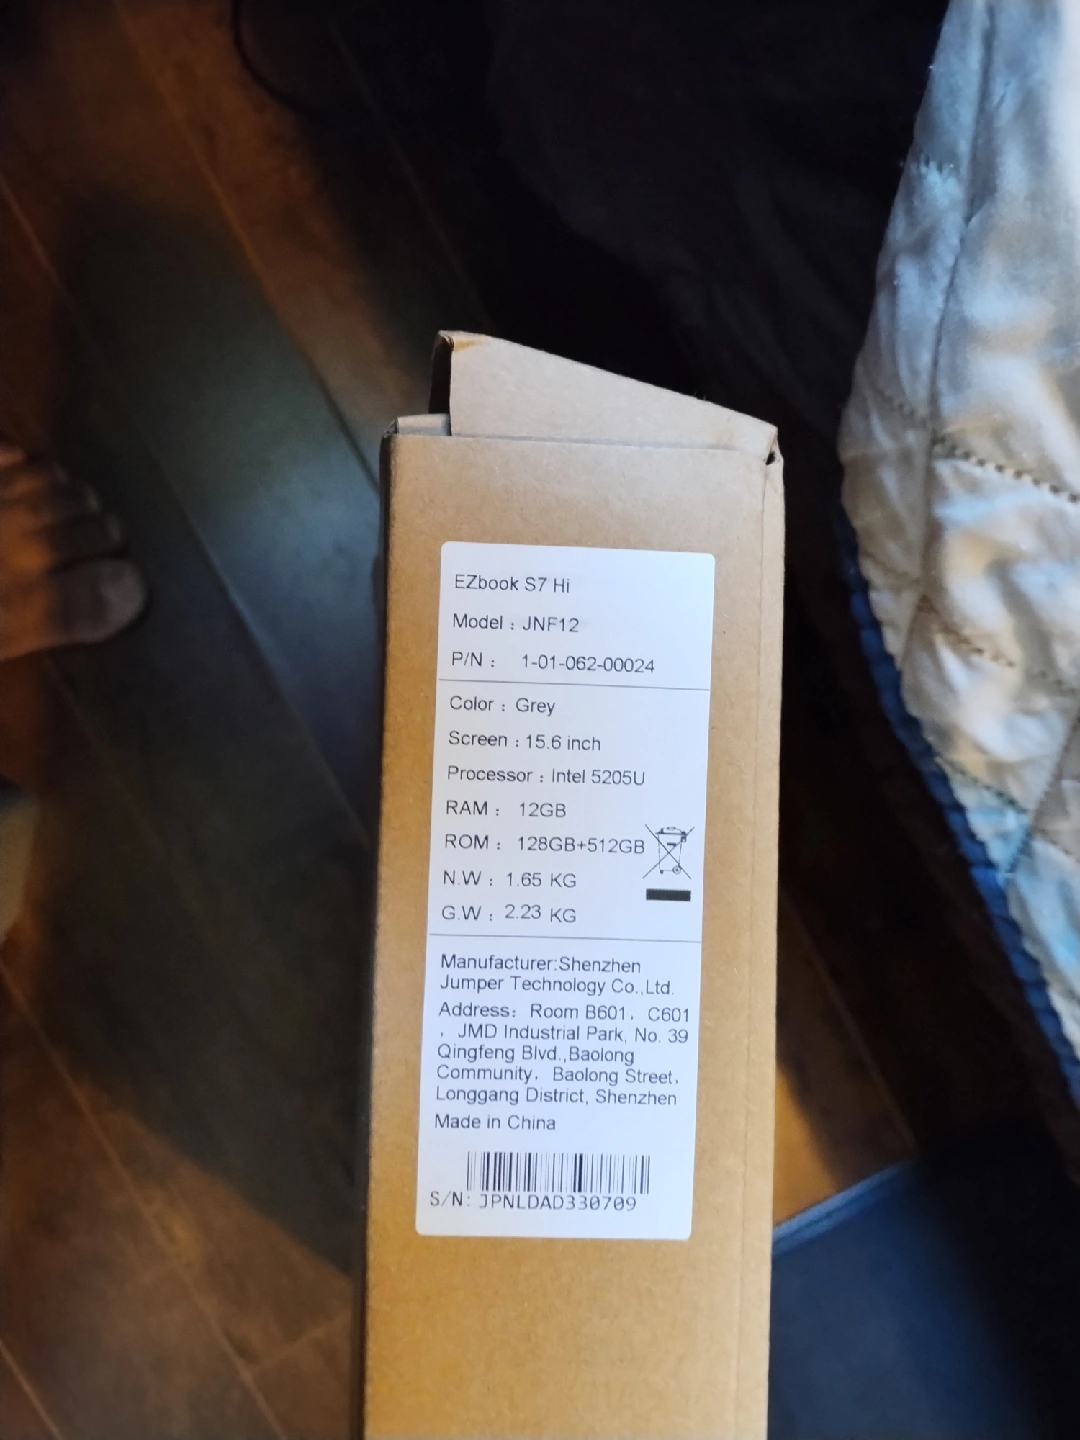 EZbook S7 Hi
Model : JNF12
P/N : 1-01-062-00024
Color : Grey
Screen : 15.6 inch
Processor : Intel 5205U
RAM : 12GB
ROM : 128GB+512GB
N.W : 1.65 KG
G.W : 2.23 KG
Manufacturer:Shenzhen
Jumper Technology Co.,Ltd.
Address: Room B601, C601
, JMD Industrial Park, No. 39
Qingfeng Blvd.,Baolong
Community, Baolong Street,
Longgang District, Shenzhen
Made in China
S/N: JPNLDAD330709